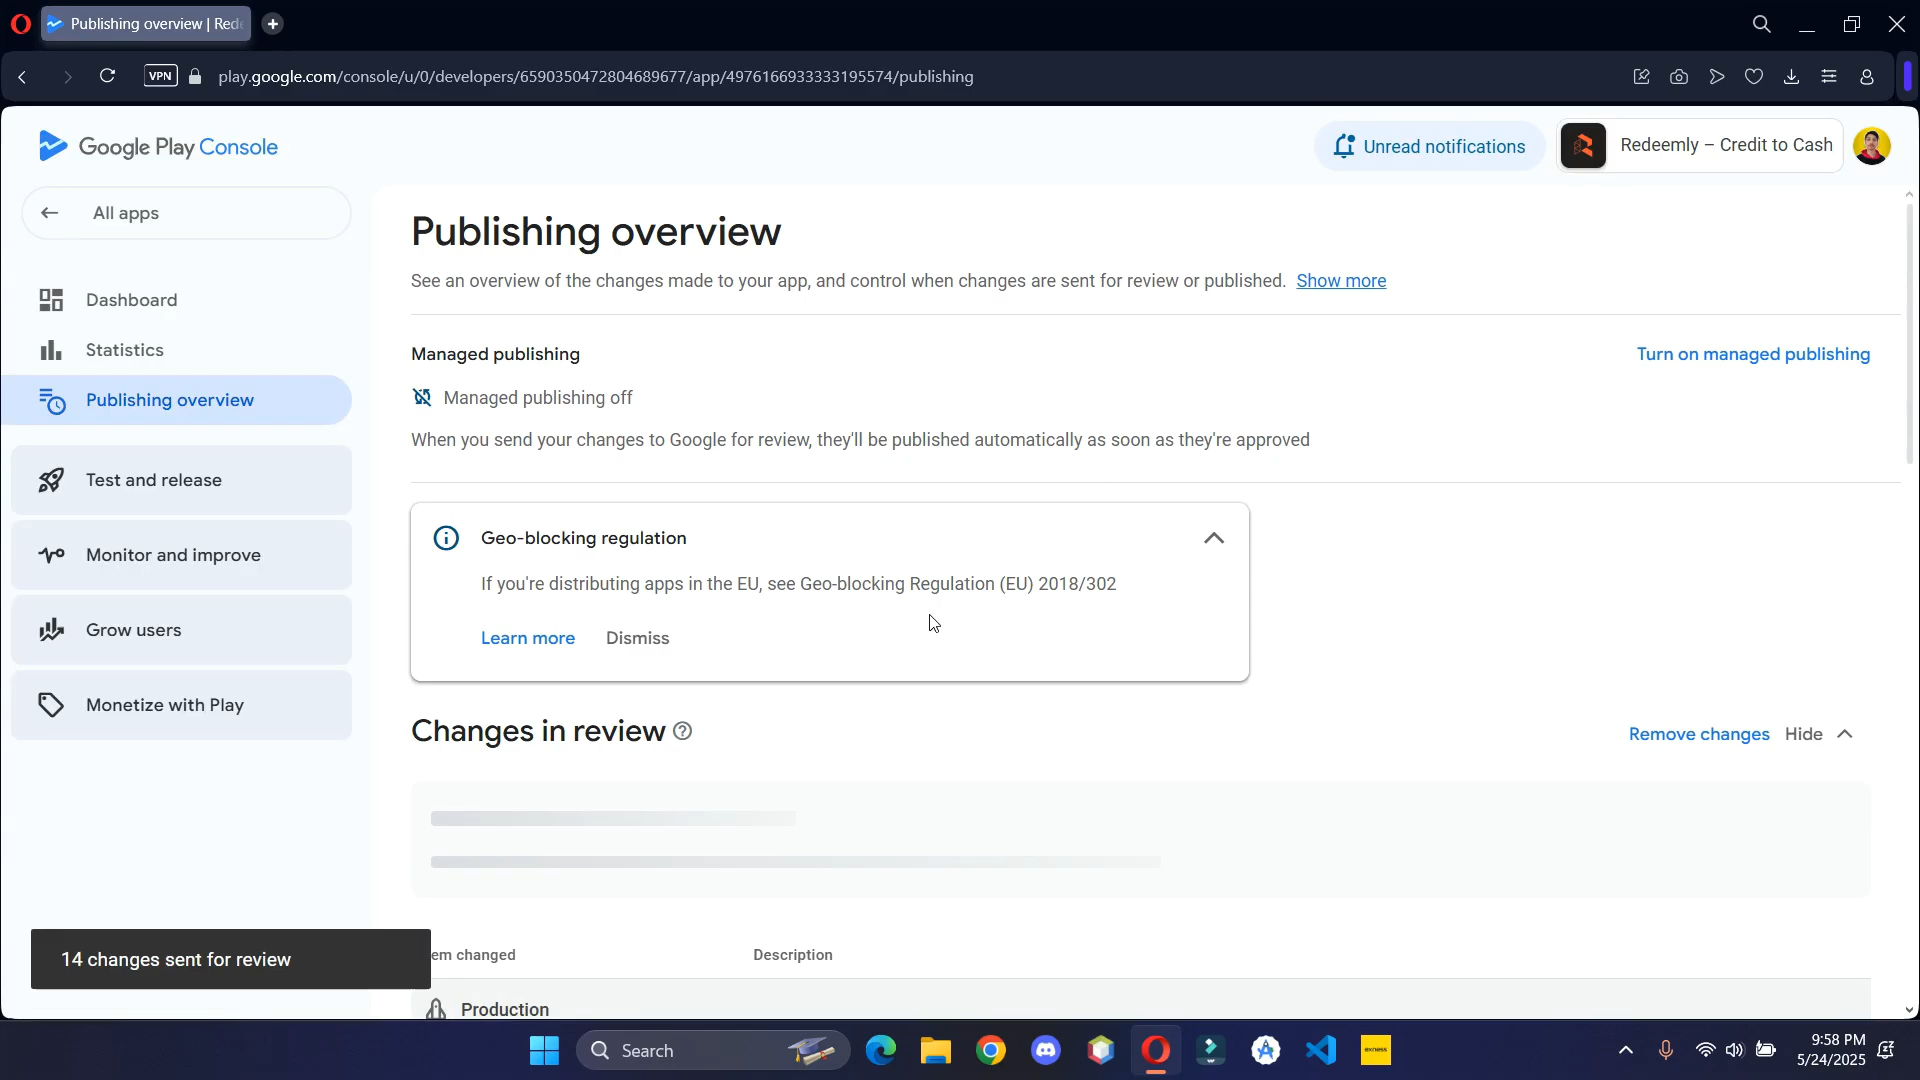 Publishing overview | Red
VPN
play.google.com/console/u/0/developers/6590350472804689677/app/4976166933333195574/publishing
Google Play Console
Unread notifications
Redeemly – Credit to Cash
All apps
Dashboard
Statistics
Publishing overview
Test and release
Monitor and improve
Grow users
Monetize with Play
Publishing overview
See an overview of the changes made to your app, and control when changes are sent for review or published. Show more
Managed publishing
Turn on managed publishing
Managed publishing off
When you send your changes to Google for review, they'll be published automatically as soon as they're approved
Geo-blocking regulation
If you're distributing apps in the EU, see Geo-blocking Regulation (EU) 2018/302
Learn more Dismiss
Changes in review
Remove changes Hide
em changed
Description
Production
14 changes sent for review
Search
exness
9:58 PM
5/24/2025